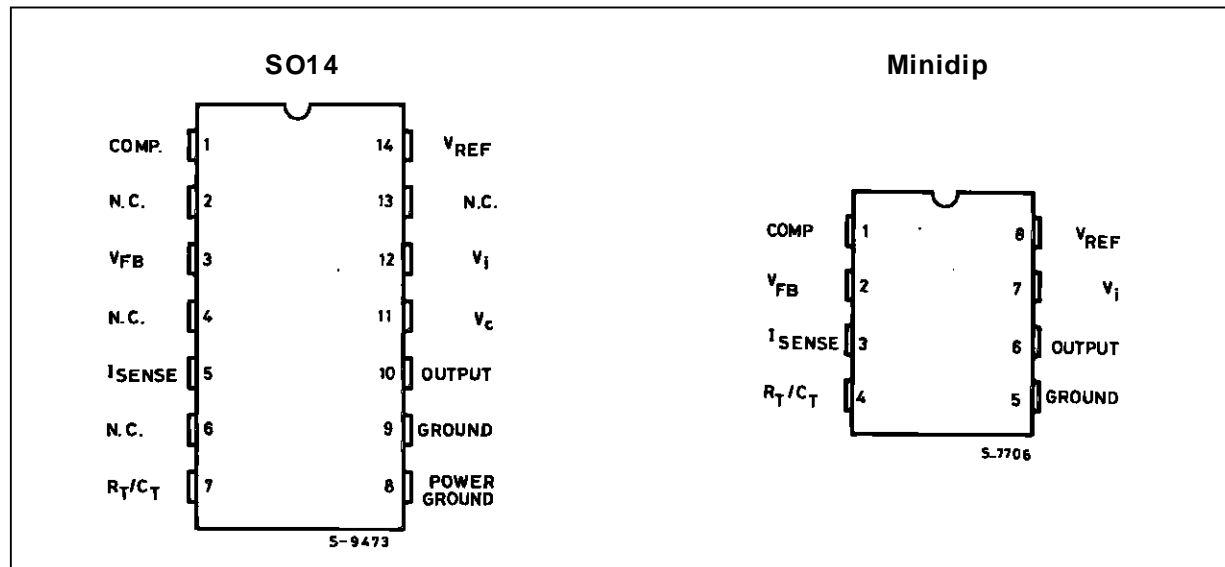 SO14
COMP. 1 14 VREF
N.C. 2 13 N.C.
VFB 3 12 Vi
N.C. 4 11 Vc
ISENSE 5 10 OUTPUT
N.C. 6 9 GROUND
RT/CT 7 8 POWER GROUND
S-9473
Minidip
COMP 1 8 VREF
VFB 2 7 Vi
ISENSE 3 6 OUTPUT
RT/CT 4 5 GROUND
S-7706